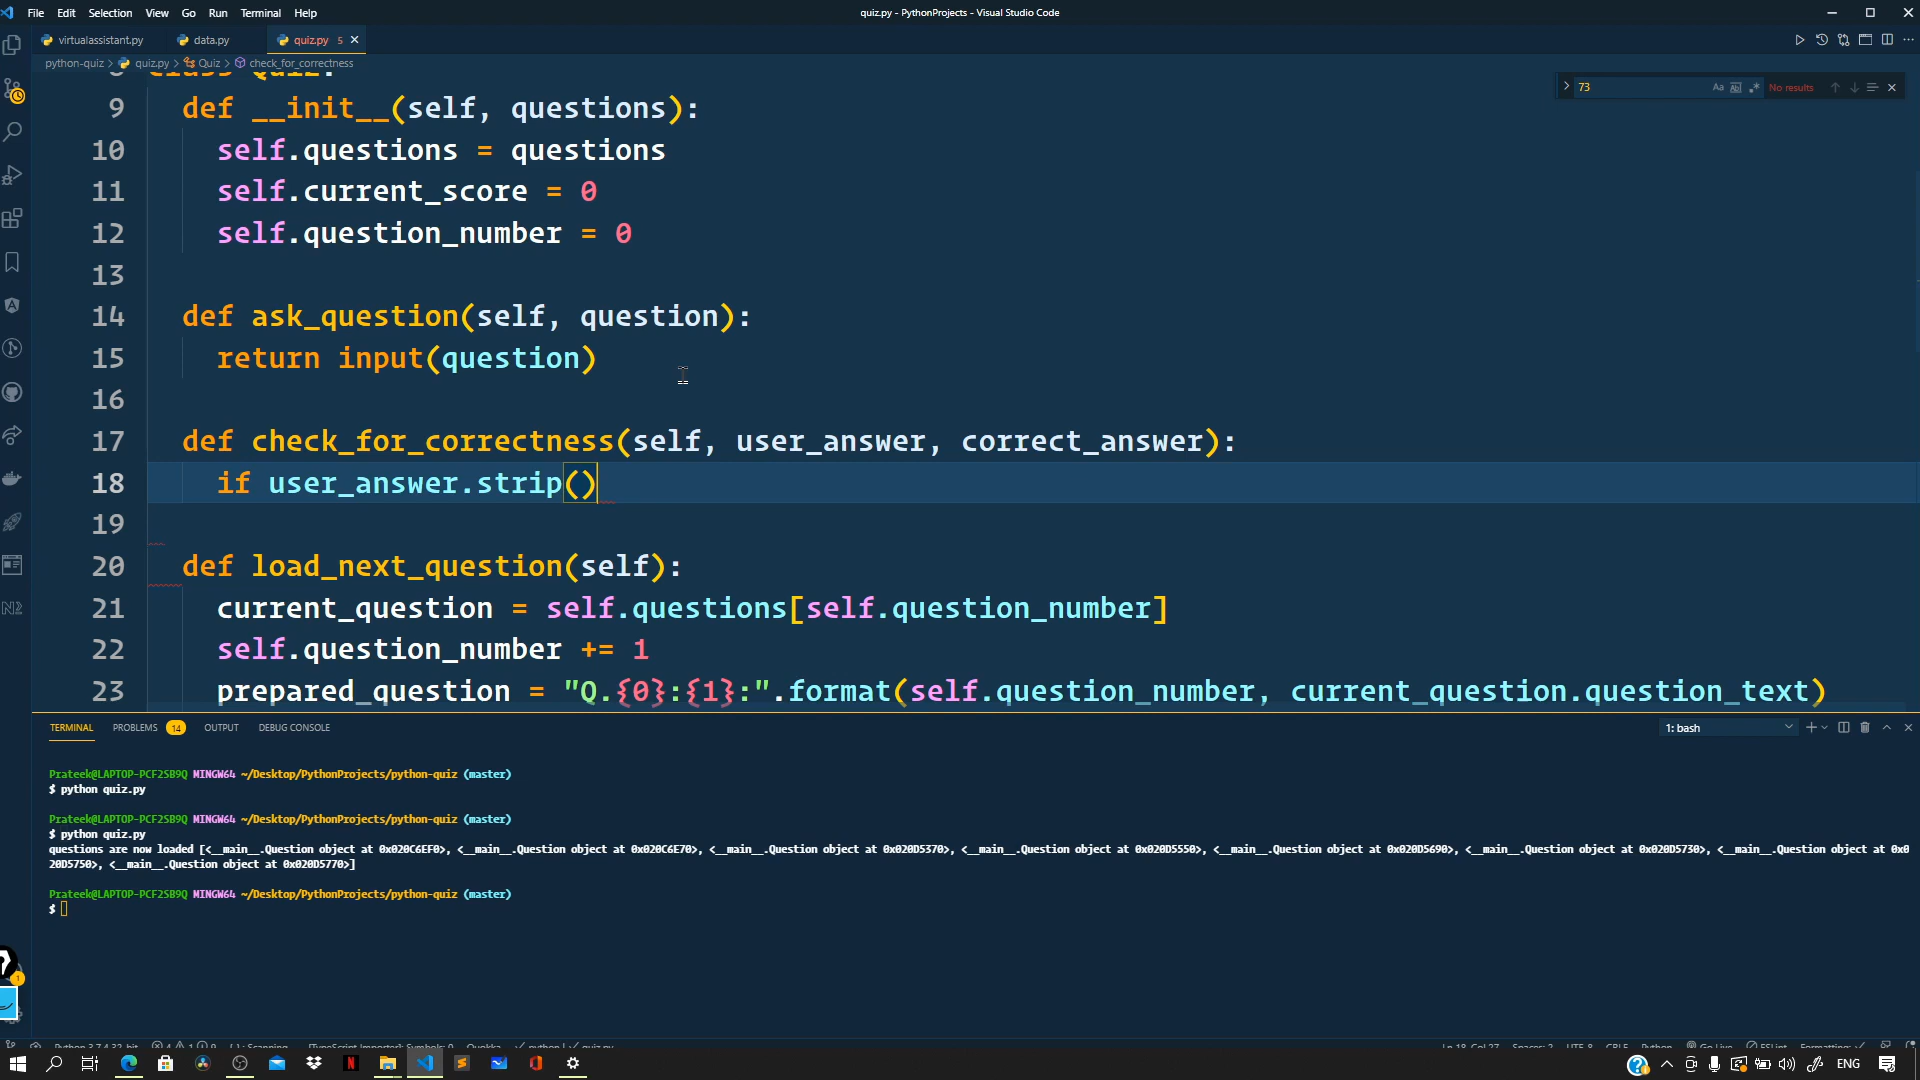 File Edit Selection View Go Run Terminal Help
quiz.py - PythonProjects - Visual Studio Code
virtualassistant.py data.py quiz.py 5
python-quiz > quiz.py > Quiz > check_for_correctness
73 Aa No results
9 def __init__(self, questions):
10 self.questions = questions
11 self.current_score = 0
12 self.question_number = 0
13
14 def ask_question(self, question):
15 return input(question)
16
17 def check_for_correctness(self, user_answer, correct_answer):
18 if user_answer.strip()
19
20 def load_next_question(self):
21 current_question = self.questions[self.question_number]
22 self.question_number += 1
23 prepared_question = "Q.{0}:{1}:".format(self.question_number, current_question.question_text)
TERMINAL PROBLEMS 14 OUTPUT DEBUG CONSOLE 1: bash
Prateek@LAPTOP-PCF2SB9Q MINGW64 ~/Desktop/PythonProjects/python-quiz (master)
$ python quiz.py
Prateek@LAPTOP-PCF2SB9Q MINGW64 ~/Desktop/PythonProjects/python-quiz (master)
$ python quiz.py
questions are now loaded [<__main__.Question object at 0x020C6EF0>, <__main__.Question object at 0x020C6E70>, <__main__.Question object at 0x020D5370>, <__main__.Question object at 0x020D5550>, <__main__.Question object at 0x020D5690>, <__main__.Question object at 0x020D5730>, <__main__.Question object at 0x0
20D5750>, <__main__.Question object at 0x020D5770>]
Prateek@LAPTOP-PCF2SB9Q MINGW64 ~/Desktop/PythonProjects/python-quiz (master)
$
ENG